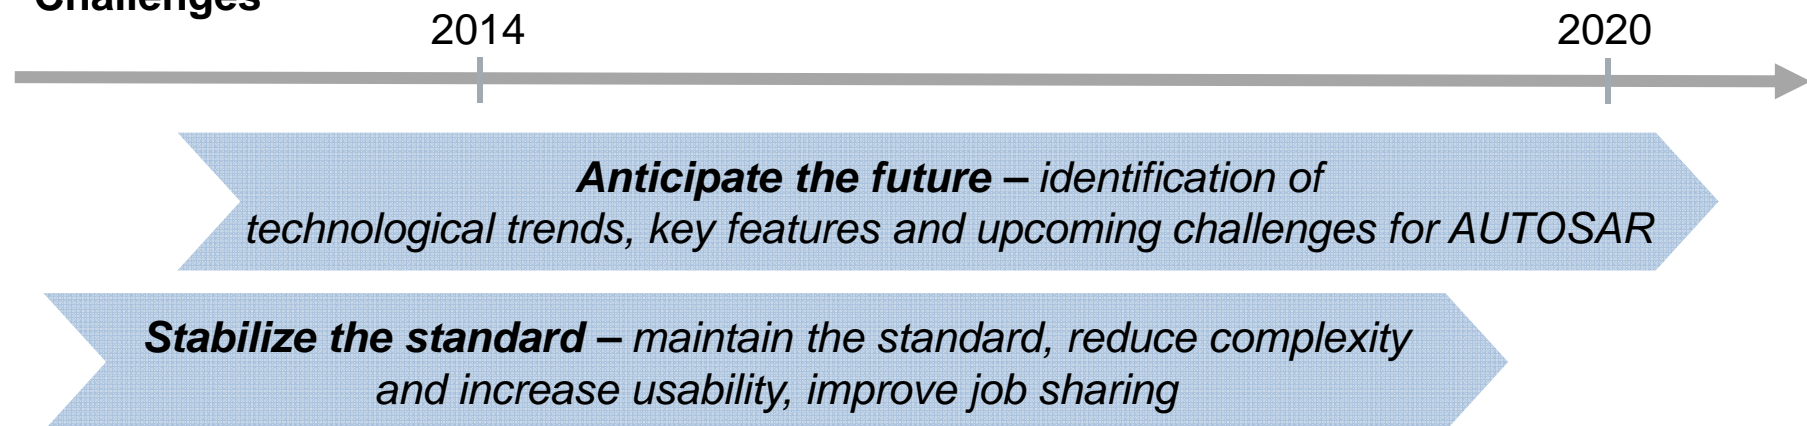 Challenges
2014 2020
Anticipate the future – identification of
technological trends, key features and upcoming challenges for AUTOSAR
Stabilize the standard – maintain the standard, reduce complexity
and increase usability, improve job sharing